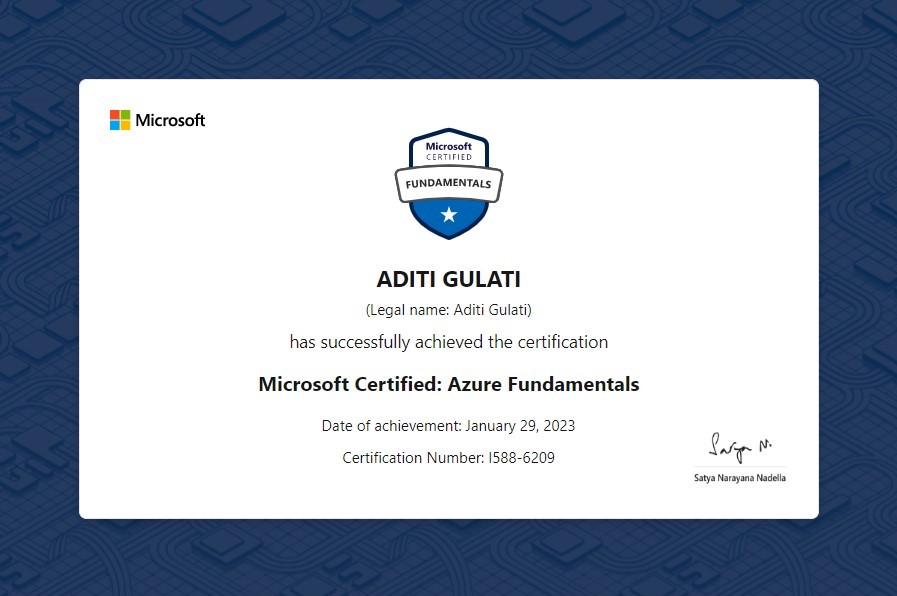 Microsoft
Microsoft
CERTIFIED
FUNDAMENTALS
ADITI GULATI
(Legal name: Aditi Gulati)
has successfully achieved the certification
Microsoft Certified: Azure Fundamentals
Date of achievement: January 29, 2023
Certification Number: I588-6209
Satya N.
Satya Narayana Nadella